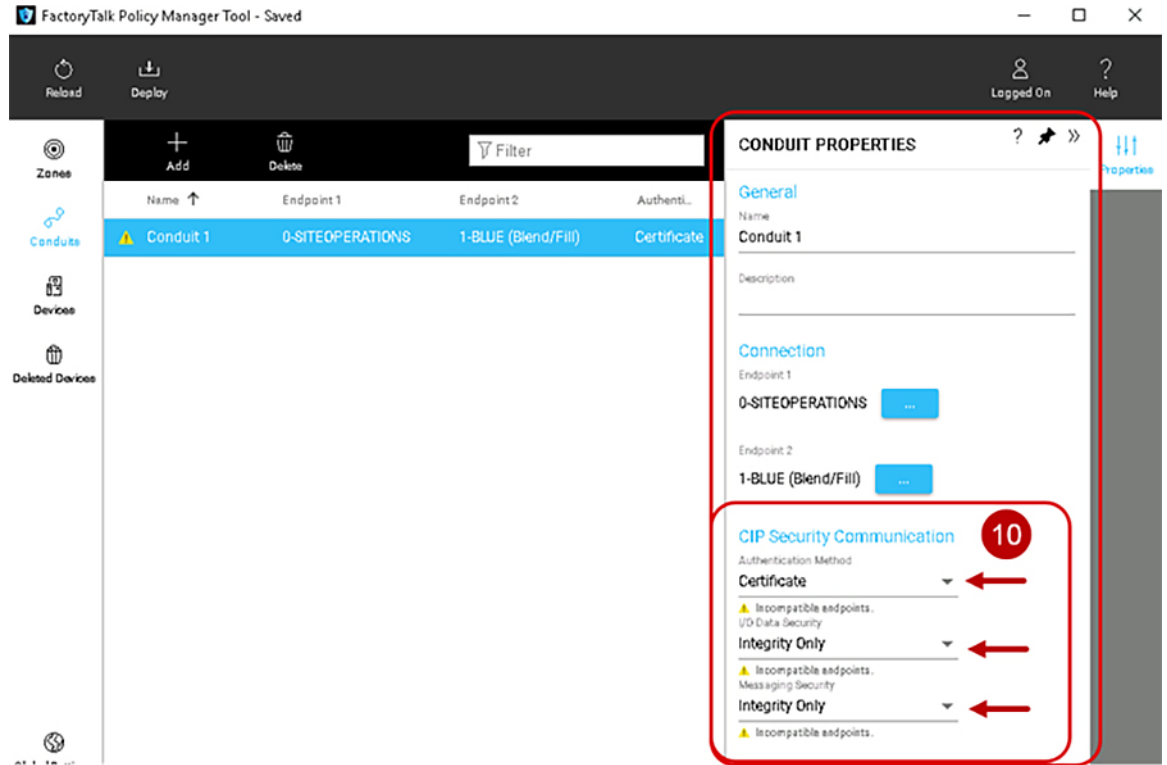 FactoryTalk Policy Manager Tool - Saved
Reload
Deploy
Logged On
?
Help
Zones
Conduits
Devices
Deleted Devices
Add
Delete
Filter
Name ↑
Endpoint 1
Endpoint 2
Authenti...
Conduit 1
0-SITEOPERATIONS
1-BLUE (Blend/Fill)
Certificate
CONDUIT PROPERTIES
?
»
Properties
General
Name
Conduit 1
Description
Connection
Endpoint 1
0-SITEOPERATIONS
...
Endpoint 2
1-BLUE (Blend/Fill)
...
CIP Security Communication
10
Authentication Method
Certificate
Incompatible endpoints.
I/O Data Security
Integrity Only
Incompatible endpoints.
Messaging Security
Integrity Only
Incompatible endpoints.